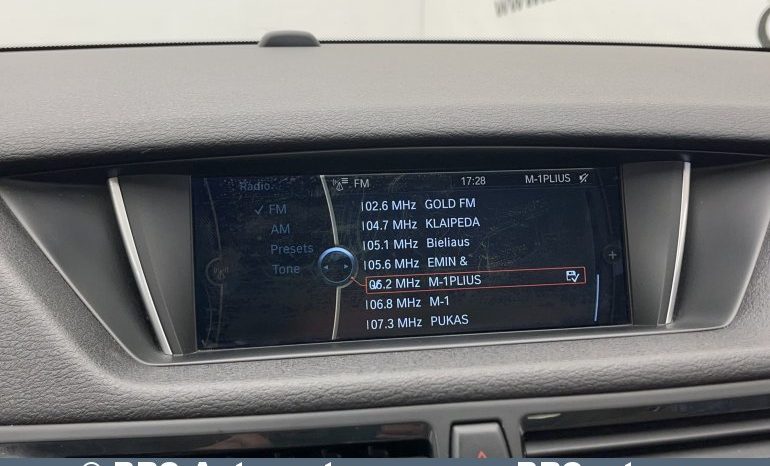 Radio
FM 17:28 M-1PLIUS
FM
AM
Presets
Tone
102.6 MHz GOLD FM
104.7 MHz KLAIPEDA
105.1 MHz Bieliaus
105.6 MHz EMIN &
06.2 MHz M-1PLIUS
106.8 MHz M-1
107.3 MHz PUKAS